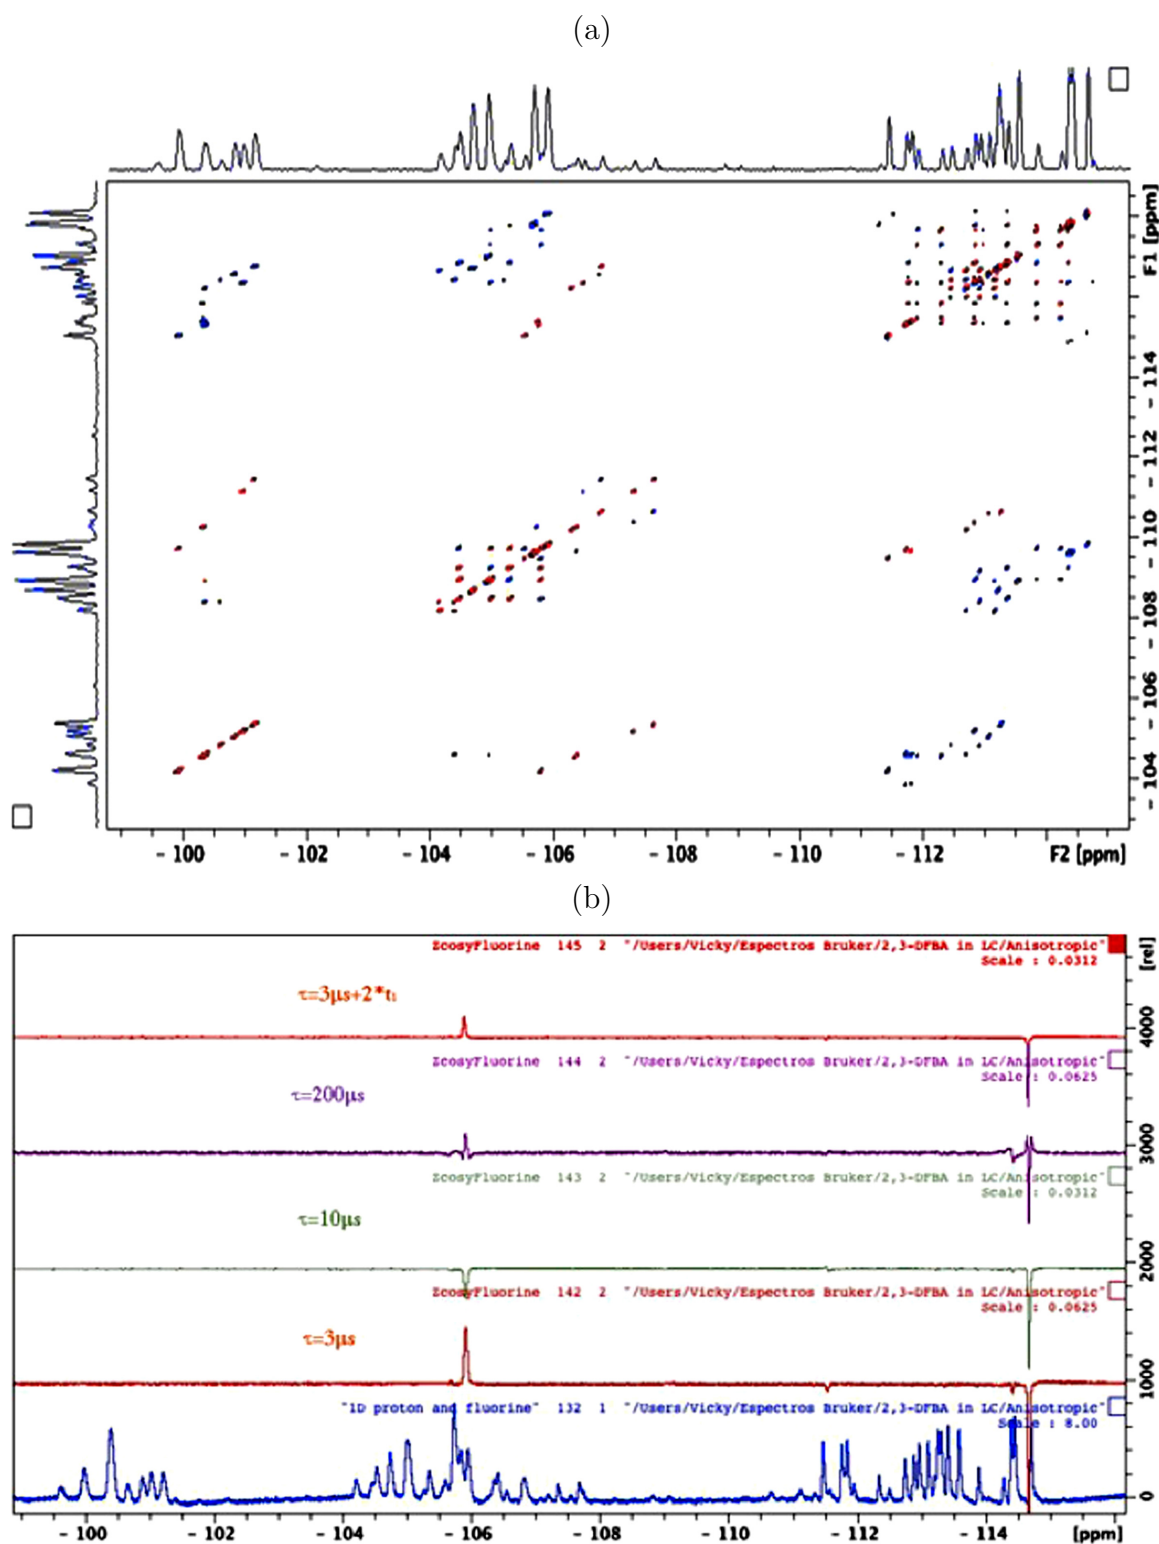 (a)
F1 [ppm]
- 114
- 112
- 110
- 108
- 106
- 104
- 100 - 102 - 104 - 106 - 108 - 110 - 112 F2 [ppm]
(b)
ZcosyFluorine 145 2 "/Users/Vicky/Espectros Bruker/2,3-DFBA in LC/Anisotropic"
Scale : 0.0312
[rel]
τ=3μs+2*t₁
4000
ZcosyFluorine 144 2 "/Users/Vicky/Espectros Bruker/2,3-DFBA in LC/Anisotropic"
Scale : 0.0625
τ=200μs
3000
ZcosyFluorine 143 2 "/Users/Vicky/Espectros Bruker/2,3-DFBA in LC/Anisotropic"
Scale : 0.0312
τ=10μs
2000
ZcosyFluorine 142 2 "/Users/Vicky/Espectros Bruker/2,3-DFBA in LC/Anisotropic"
Scale : 0.0625
τ=3μs
1000
"1D proton and fluorine" 132 1 "/Users/Vicky/Espectros Bruker/2,3-DFBA in LC/Anisotropic"
Scale : 8.00
0
- 100 - 102 - 104 - 106 - 108 - 110 - 112 - 114 [ppm]